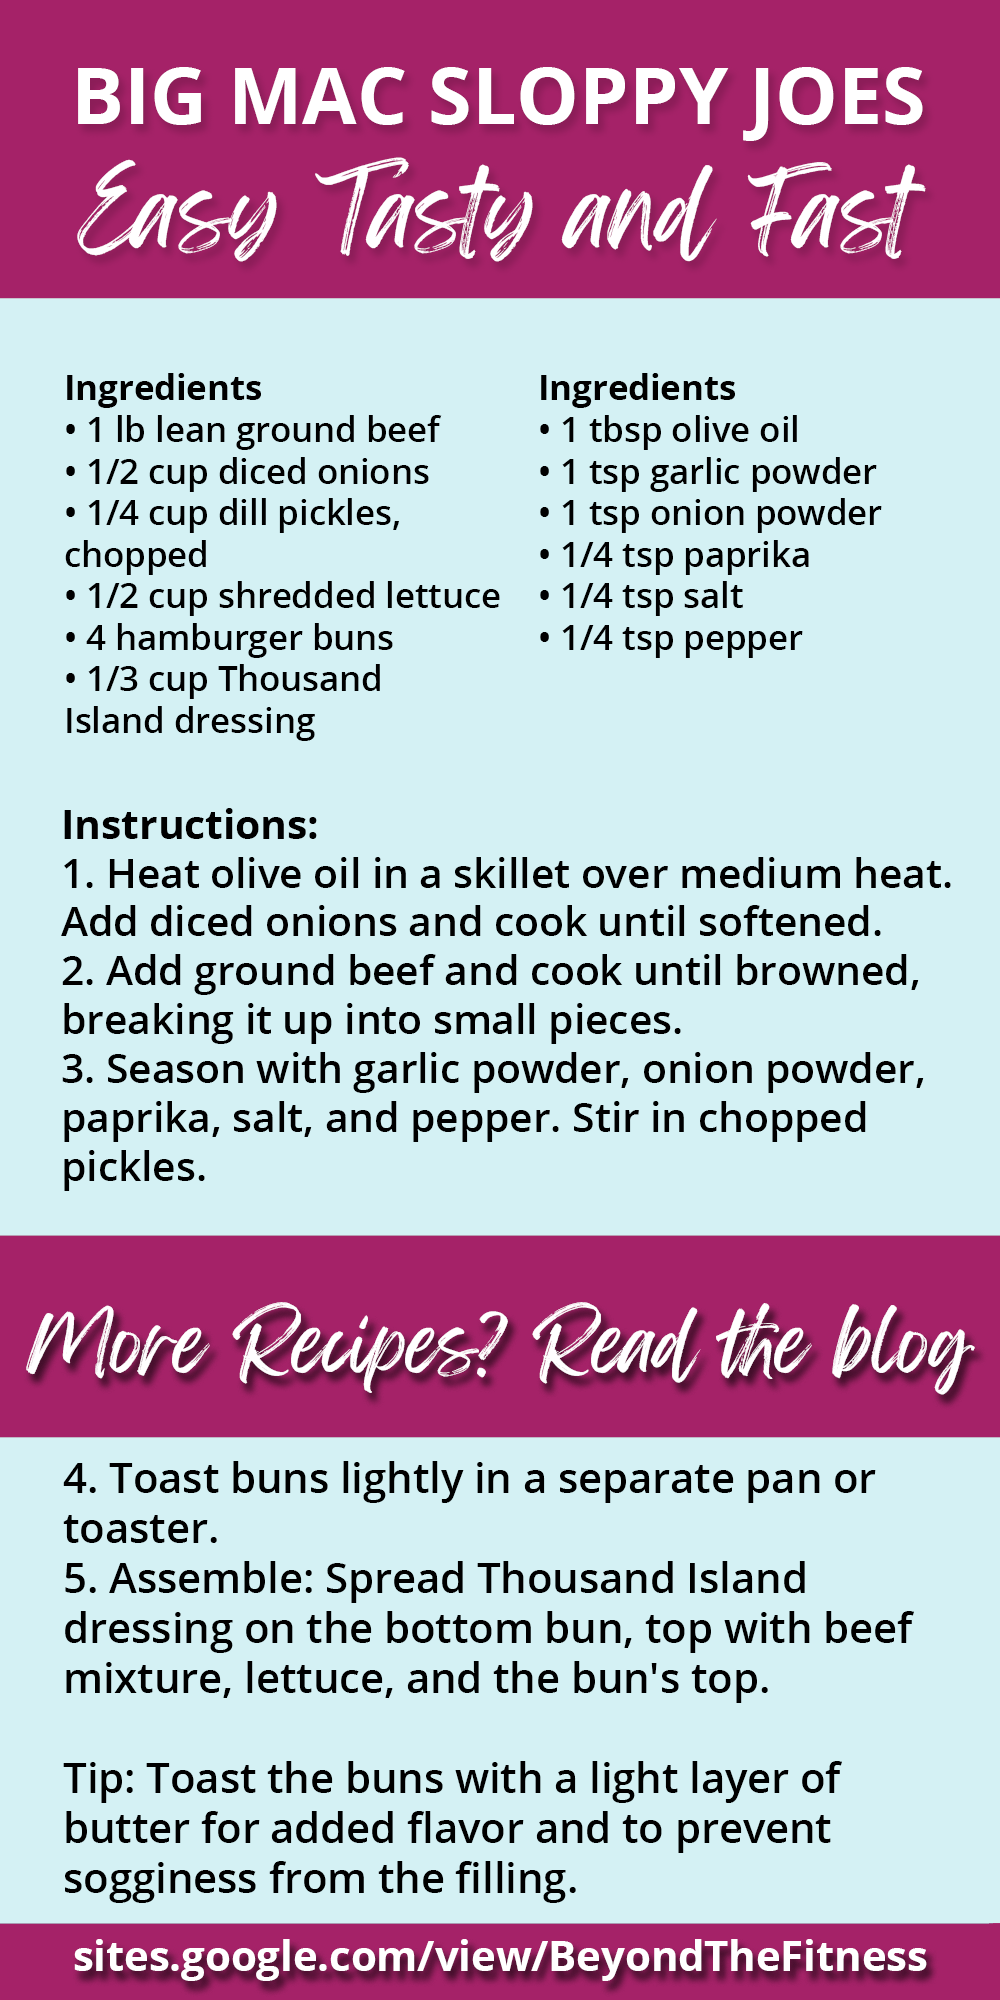 BIG MAC SLOPPY JOES
Easy Tasty and Fast
Ingredients
• 1 lb lean ground beef
• 1/2 cup diced onions
• 1/4 cup dill pickles,
chopped
• 1/2 cup shredded lettuce
• 4 hamburger buns
• 1/3 cup Thousand
Island dressing
Ingredients
• 1 tbsp olive oil
• 1 tsp garlic powder
• 1 tsp onion powder
• 1/4 tsp paprika
• 1/4 tsp salt
• 1/4 tsp pepper
Instructions:
1. Heat olive oil in a skillet over medium heat.
Add diced onions and cook until softened.
2. Add ground beef and cook until browned,
breaking it up into small pieces.
3. Season with garlic powder, onion powder,
paprika, salt, and pepper. Stir in chopped
pickles.
More Recipes? Read the blog
4. Toast buns lightly in a separate pan or
toaster.
5. Assemble: Spread Thousand Island
dressing on the bottom bun, top with beef
mixture, lettuce, and the bun's top.
Tip: Toast the buns with a light layer of
butter for added flavor and to prevent
sogginess from the filling.
sites.google.com/view/BeyondTheFitness